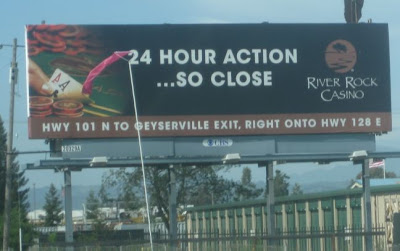 24 HOUR ACTION
...SO CLOSE
RIVER ROCK
CASINO
HWY 101 N TO GEYSERVILLE EXIT, RIGHT ONTO HWY 128 E